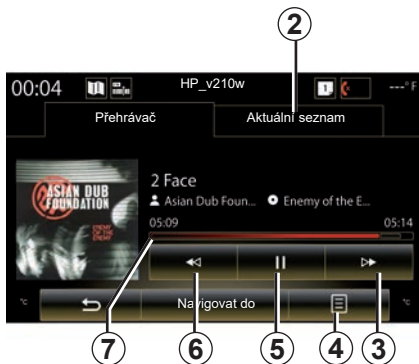 2
00:04 HP_v210w ---°F
Přehrávač Aktuální seznam
ASIAN DUB
FOUNDATION
ENEMY
OF THE
ENEMY
2 Face
Asian Dub Foun... Enemy of the E...
05:09 05:14
°C Navigovat do °C
7 6 5 4 3